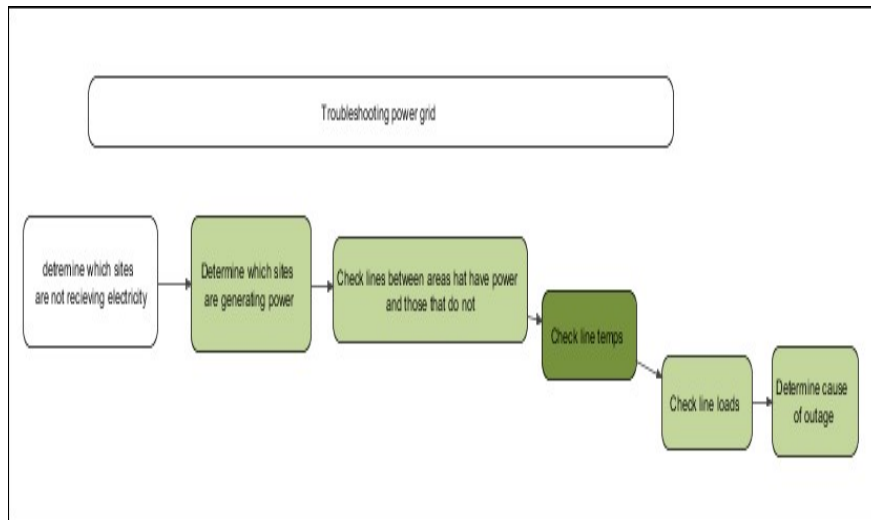 Troubleshooting power grid
detremine which sites
are not recieving electricity
Determine which sites
are generating power
Check lines between areas hat have power
and those that do not
Check line temps
Check line loads
Determine cause
of outage